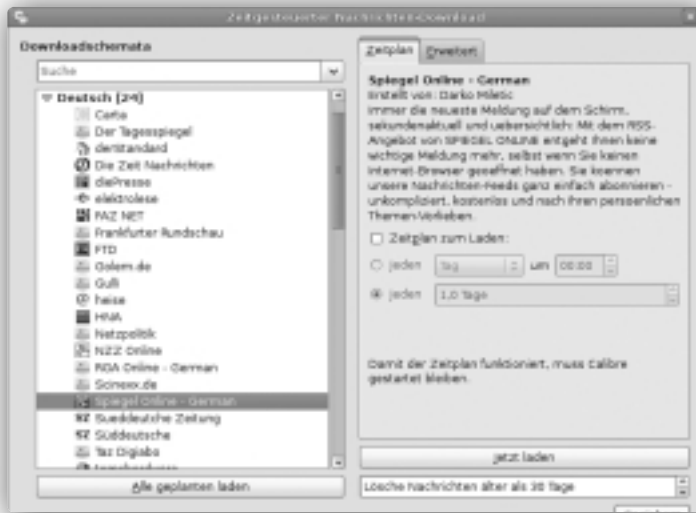 Zeitgesteuerter Nachrichten-Download
Downloadschemata
Suche
Deutsch [24]
Carta
Der Tagesspiegel
derStandard
Die Zeit Nachrichten
diePresse
elektrolese
FAZ NET
Frankfurter Rundschau
FTD
Golem.de
Gulli
heise
HNA
Netzpolitik
NZZ Online
RGA Online - German
Scinexx.de
Spiegel Online - German
Sueddeutche Zeitung
Süddeutsche
Taz Digiabo
Alle geplanten laden
Zeitplan
Erweitert
Spiegel Online - German
Erstellt von: Darko Miletic
Immer die neueste Meldung auf dem Schirm,
sekundenaktuell und uebersichtlich: Mit dem RSS-
Angebot von SPIEGEL ONLINE entgeht Ihnen keine
wichtige Meldung mehr, selbst wenn Sie keinen
Internet-Browser geoeffnet haben. Sie koennen
unsere Nachrichten-Feeds ganz einfach abonnieren -
unkompliziert, kostenlos und nach Ihren persoenlichen
Themen-Vorlieben.
Zeitplan zum Laden:
jeden Tag um 00:00
jeden 1,0 Tage
Damit der Zeitplan funktioniert, muss Calibre
gestartet bleiben.
Jetzt laden
Lösche Nachrichten älter als 30 Tage